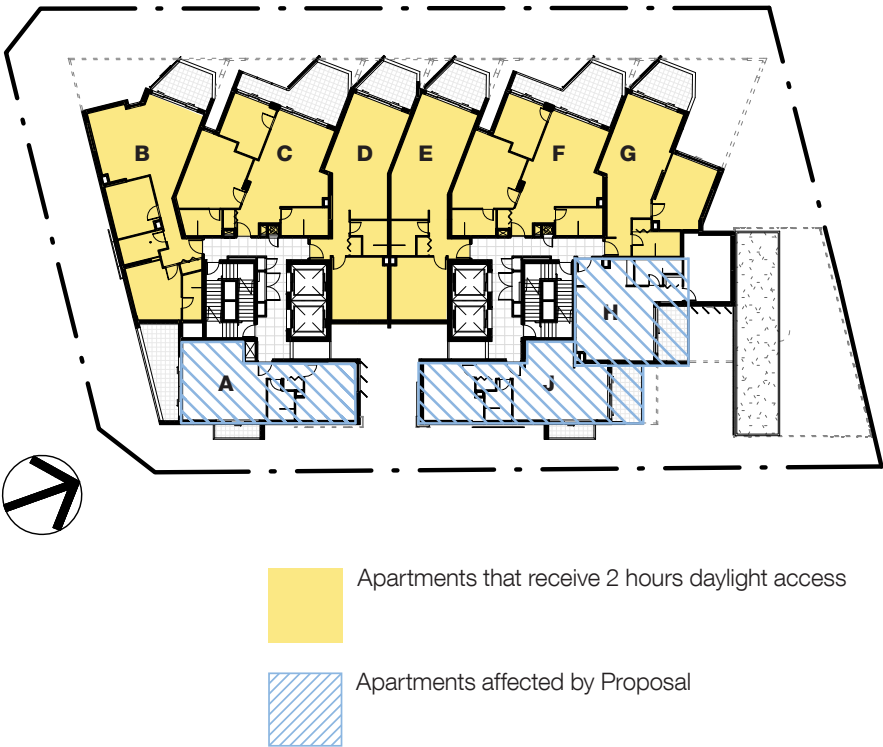 B
C
D
E
F
G
H
A
J
Apartments that receive 2 hours daylight access
Apartments affected by Proposal